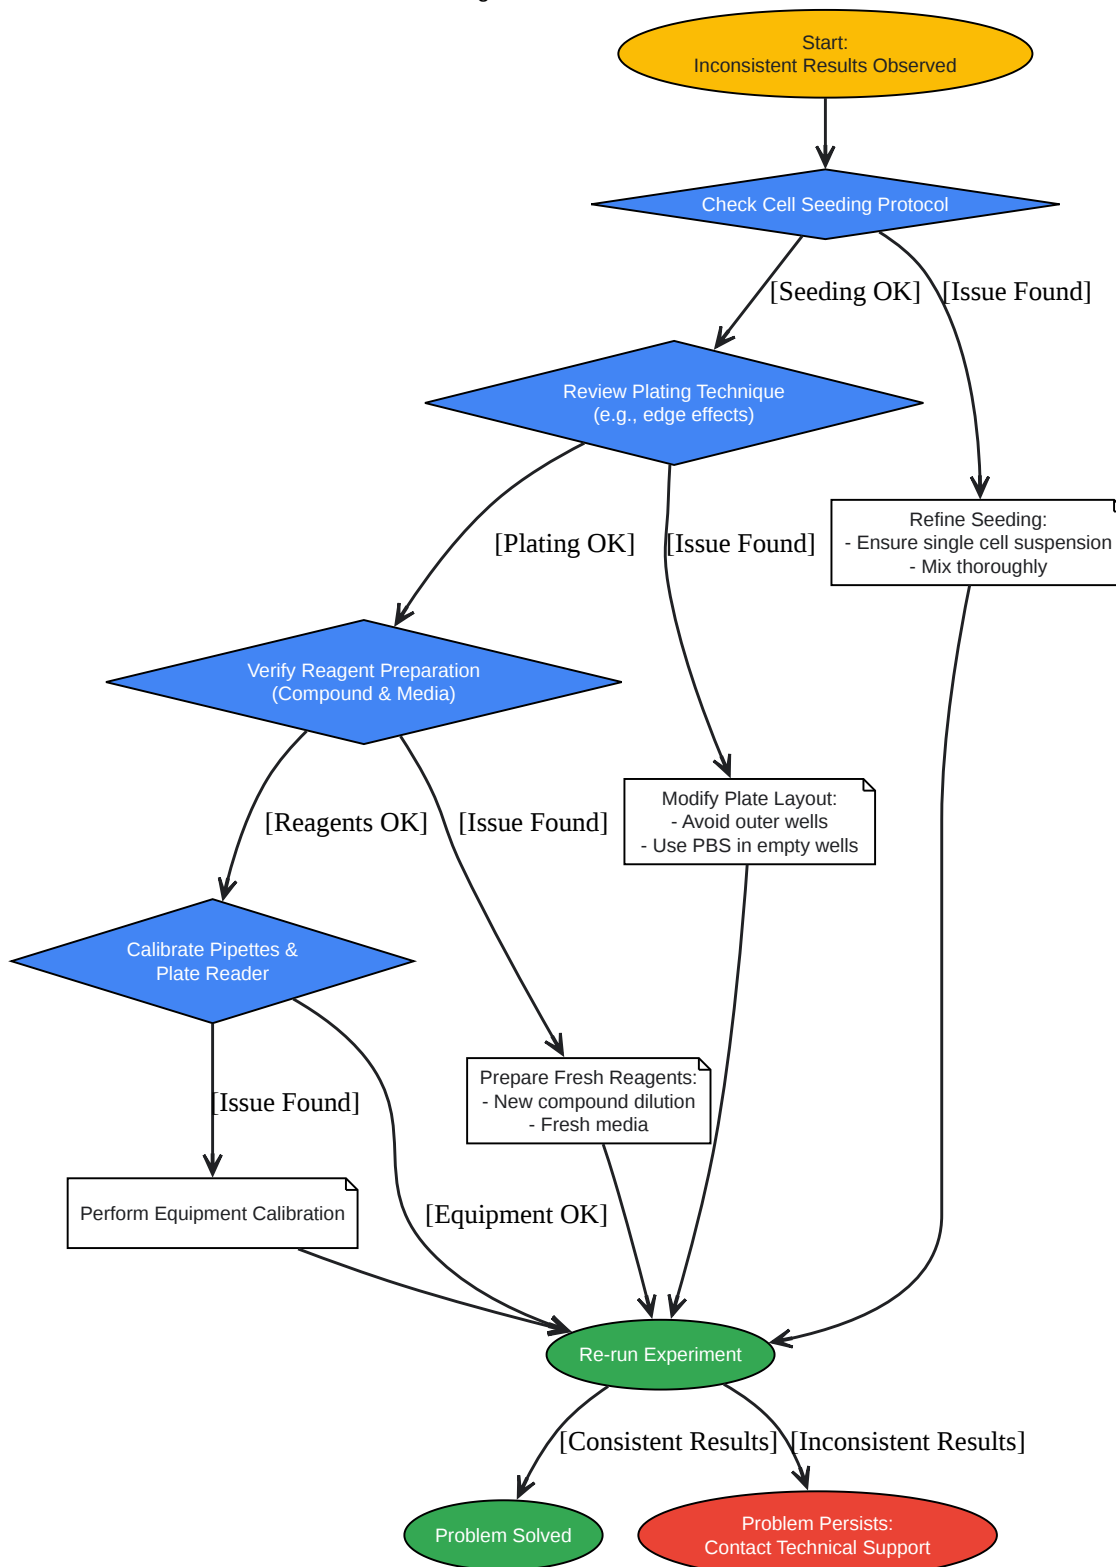 Start:
Inconsistent Results Observed
Check Cell Seeding Protocol
[Seeding OK]
[Issue Found]
Review Plating Technique
(e.g., edge effects)
[Plating OK]
[Issue Found]
Refine Seeding:
- Ensure single cell suspension
- Mix thoroughly
Verify Reagent Preparation
(Compound & Media)
[Reagents OK]
[Issue Found]
Modify Plate Layout:
- Avoid outer wells
- Use PBS in empty wells
Calibrate Pipettes &
Plate Reader
[Issue Found]
Prepare Fresh Reagents:
- New compound dilution
- Fresh media
Perform Equipment Calibration
[Equipment OK]
Re-run Experiment
[Consistent Results]
[Inconsistent Results]
Problem Solved
Problem Persists:
Contact Technical Support